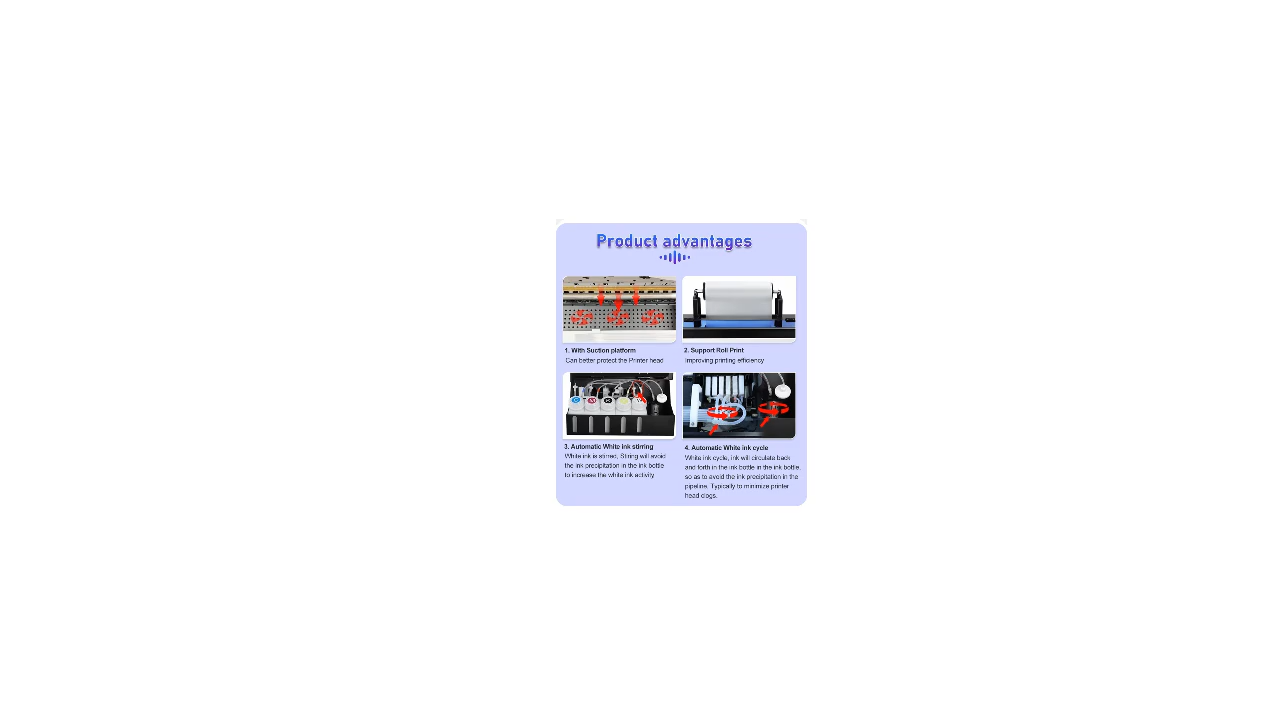 Product advantages
1. With Suction platform
Can better protect the Printer head
2. Support Roll Print
Improving printing efficiency
C M K Y
3. Automatic White ink stirring
White ink is stirred, Stiring will avoid
the ink precipitation in the ink bottle
to increase the white ink activity
4. Automatic White ink cycle
White ink cycle, ink will circulate back
and forth in the ink bottle in the ink bottle,
so as to avoid the ink precipitation in the
pipeline. Typically to minimize printer
head clogs.